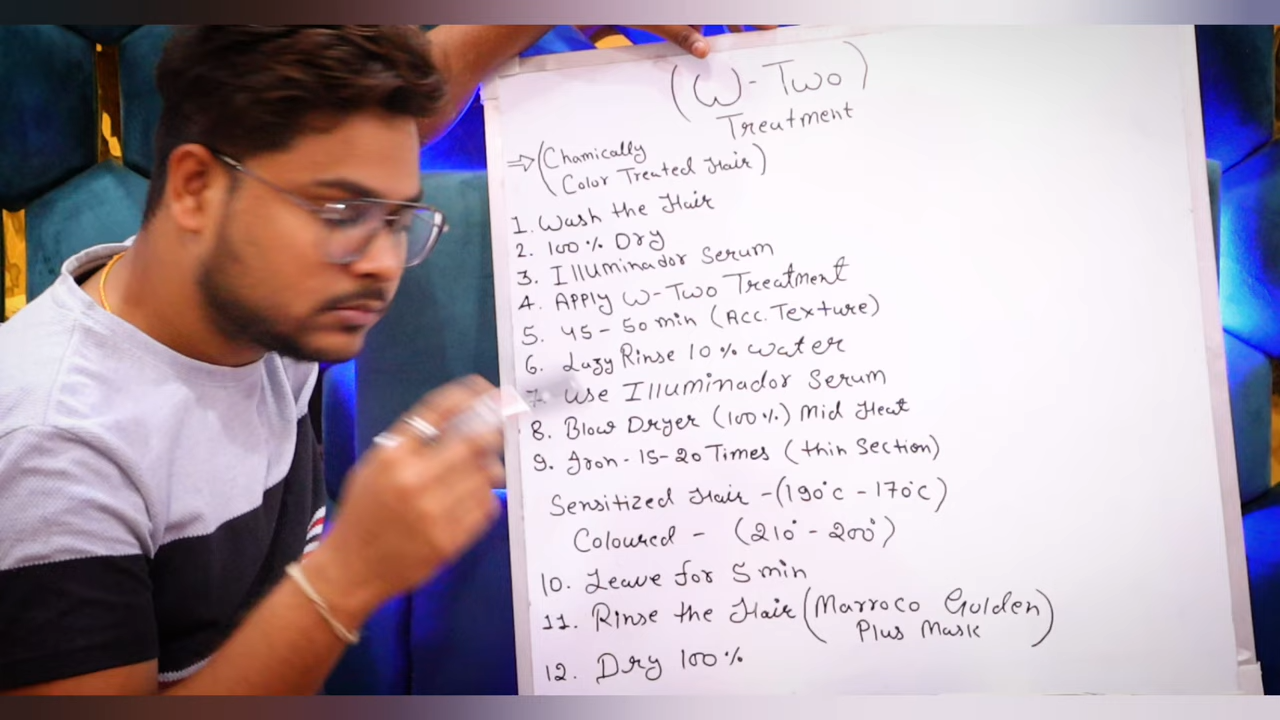 (W-Two)
Treatment
⇒(Chamically
Color Treated Hair)
1. Wash the Hair
2. 100% Dry
3. Illuminador Serum
4. Apply W-Two Treatment
5. 45-50 min (Acc. Texture)
6. Lazy Rinse 10% water
7. Use Illuminador Serum
8. Blow Dryer (100%) Mid Heat
9. Iron-15-20 Times (thin Section)
Sensitized Hair -(190°c - 170°c)
Coloured - (210° - 200°)
10. Leave for 5 min
11. Rinse the Hair (Marroco Golden
Plus Mask)
12. Dry 100%